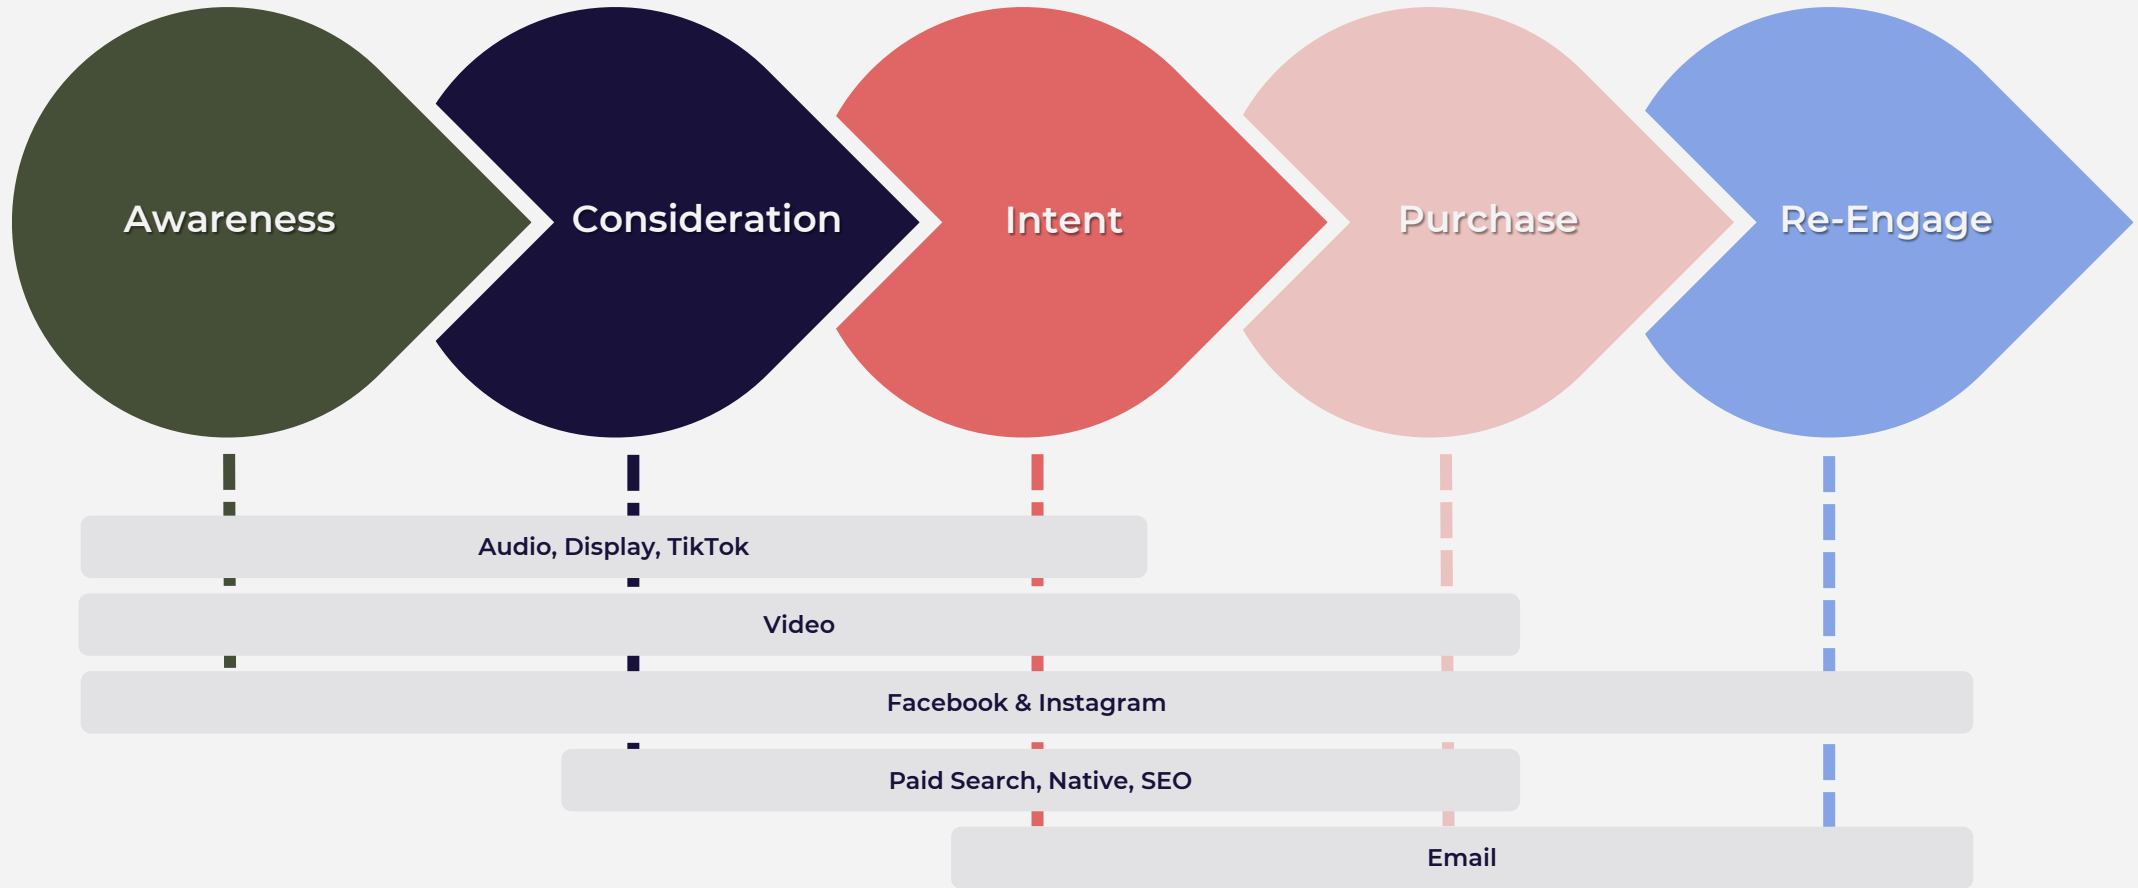 Awareness
Consideration
Intent
Purchase
Re-Engage
Audio, Display, TikTok
Video
Facebook & Instagram
Paid Search, Native, SEO
Email